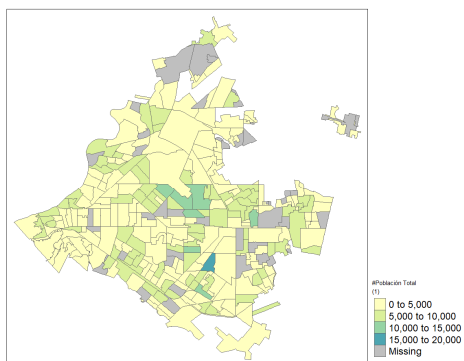 #Población Total
(1)
0 to 5,000
5,000 to 10,000
10,000 to 15,000
15,000 to 20,000
Missing